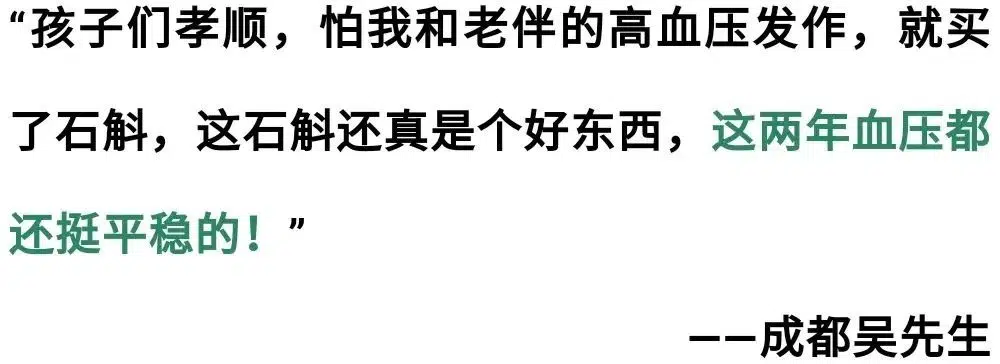 “孩子们孝顺，怕我和老伴的高血压发作，就买
了石斛，这石斛还真是个好东西，这两年血压都
还挺平稳的！”
——成都吴先生